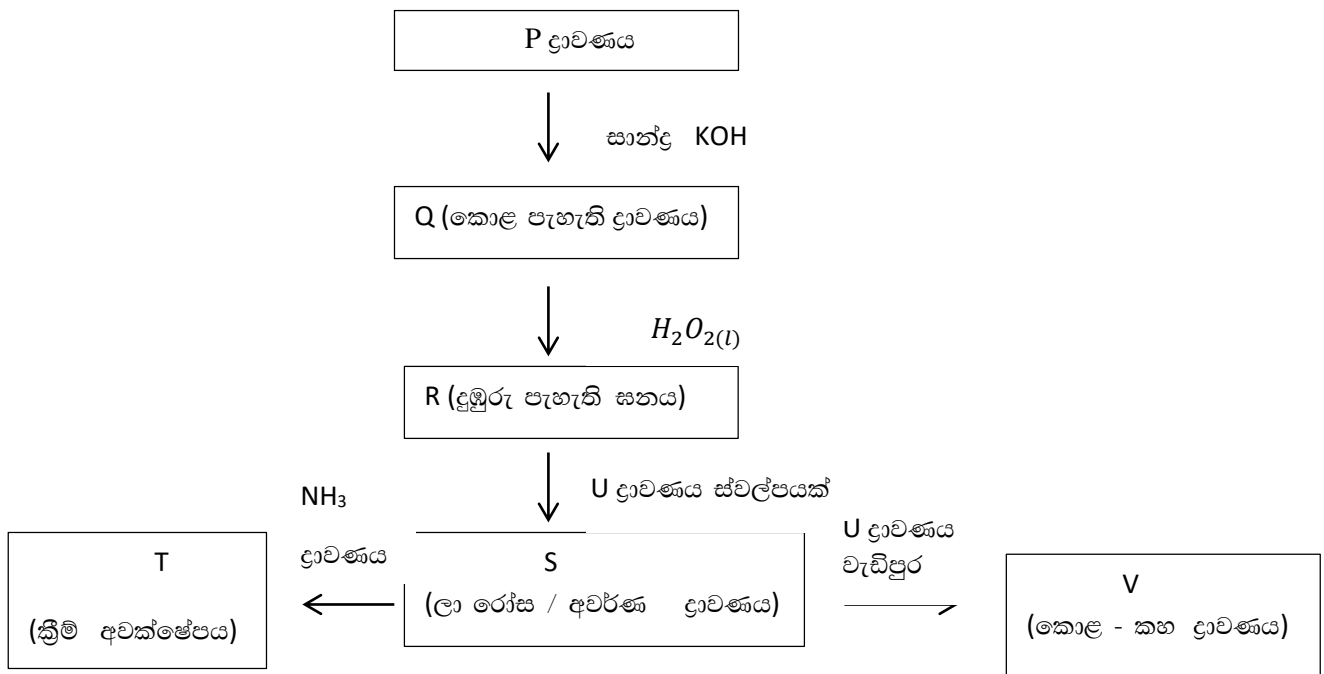 P ද්‍රාවණය
සාන්ද්‍ර KOH
Q (කොළ පැහැති ද්‍රාවණය)
H₂O₂₍l₎
R (දුඹුරු පැහැති ඝනය)
U ද්‍රාවණය ස්වල්පයක්
NH₃
ද්‍රාවණය
U ද්‍රාවණය
වැඩිපුර
T
(ක්‍රීම් අවක්ෂේපය)
S
(ලා රෝස / අවර්ණ ද්‍රාවණය)
V
(කොළ - කහ ද්‍රාවණය)